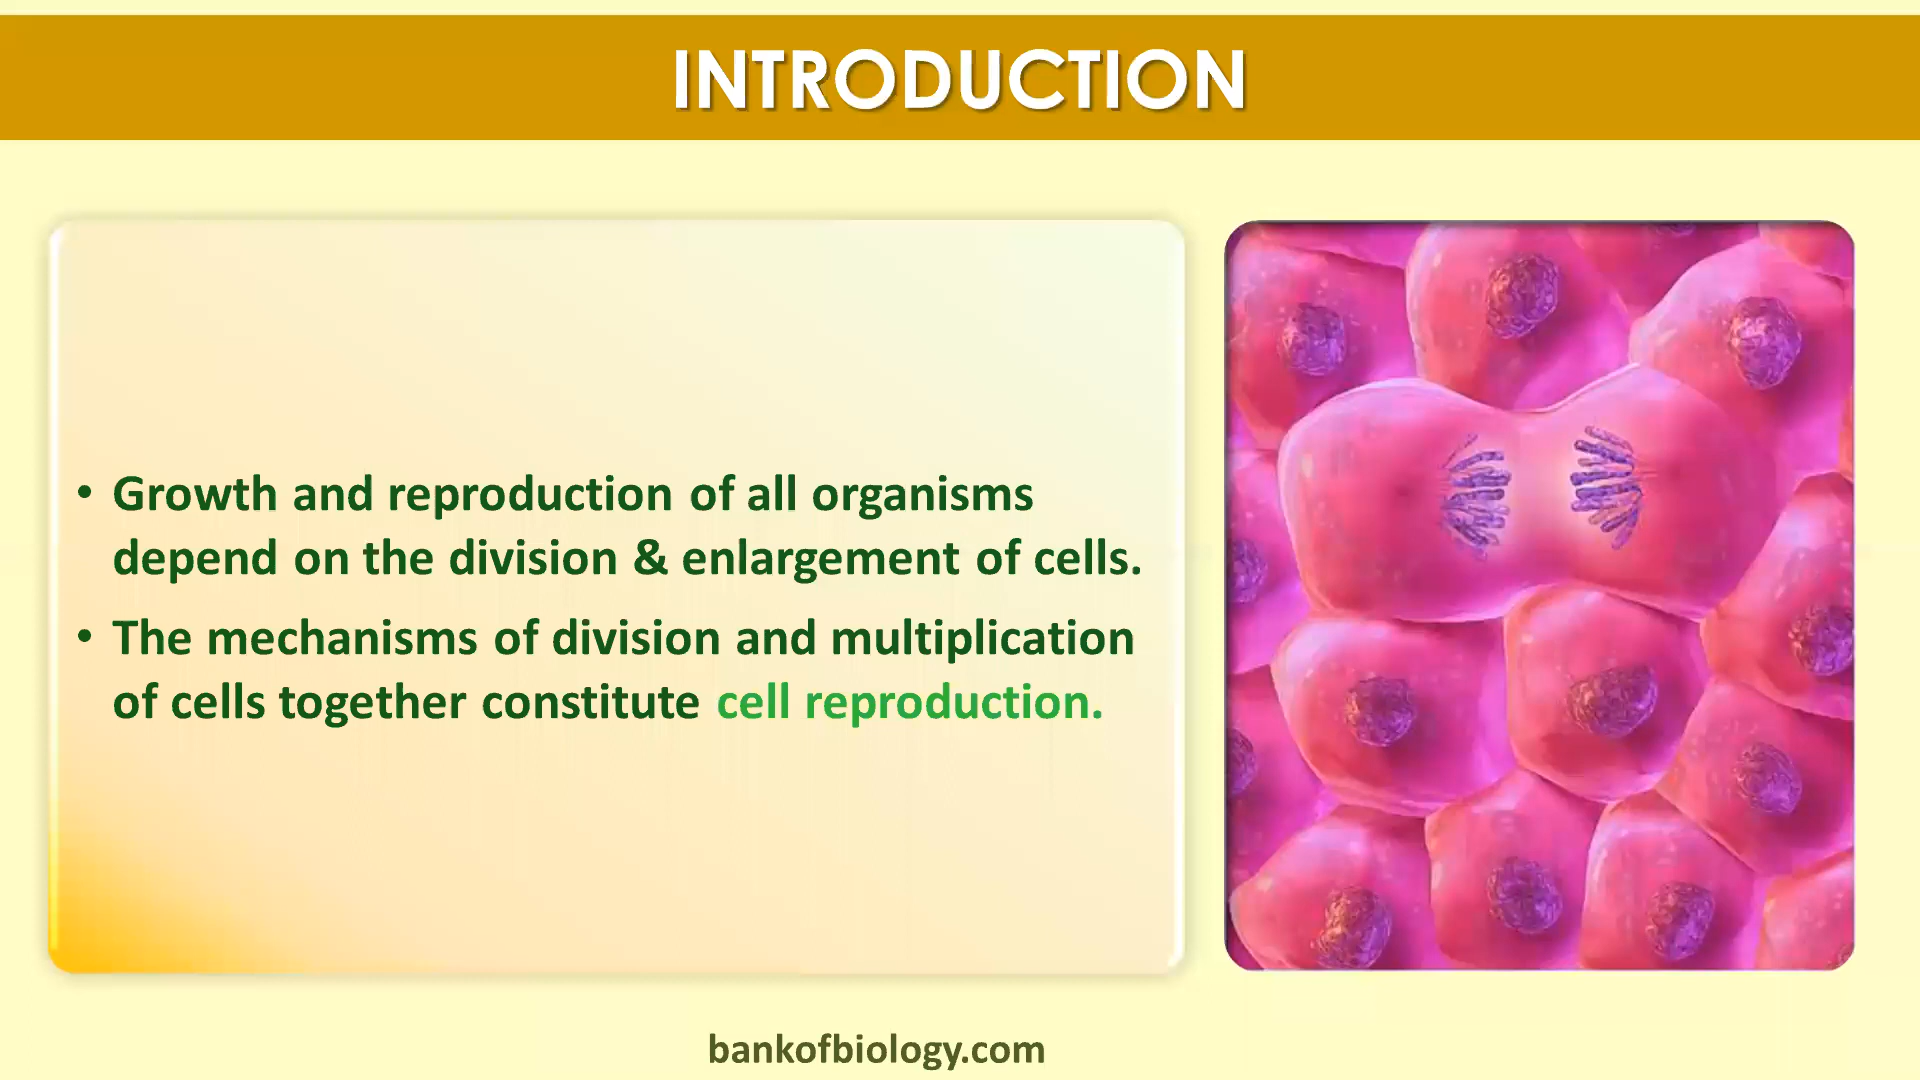 INTRODUCTION
• Growth and reproduction of all organisms
depend on the division & enlargement of cells.
• The mechanisms of division and multiplication
of cells together constitute cell reproduction.
bankofbiology.com